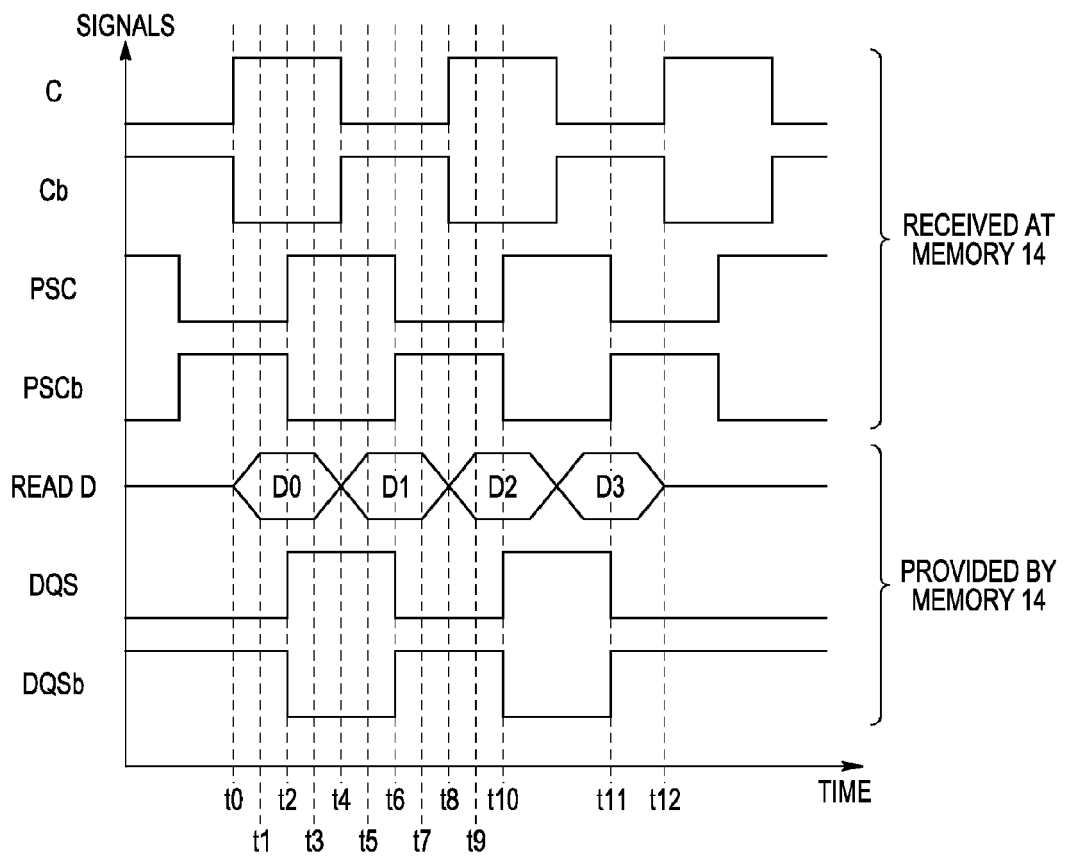 SIGNALS
C
Cb
PSC
PSCb
RECEIVED AT
MEMORY 14
READ D
D0
D1
D2
D3
DQS
DQSb
PROVIDED BY
MEMORY 14
t0
t2
t4
t6
t8
t10
t11
t12
TIME
t1
t3
t5
t7
t9